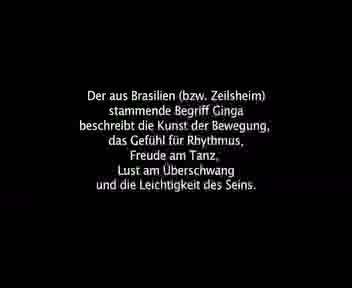 Der aus Brasilien (bzw. Zeilsheim)
stammende Begriff Ginga
beschreibt die Kunst der Bewegung,
das Gefühl für Rhythmus,
Freude am Tanz,
Lust am Überschwang
und die Leichtigkeit des Seins.